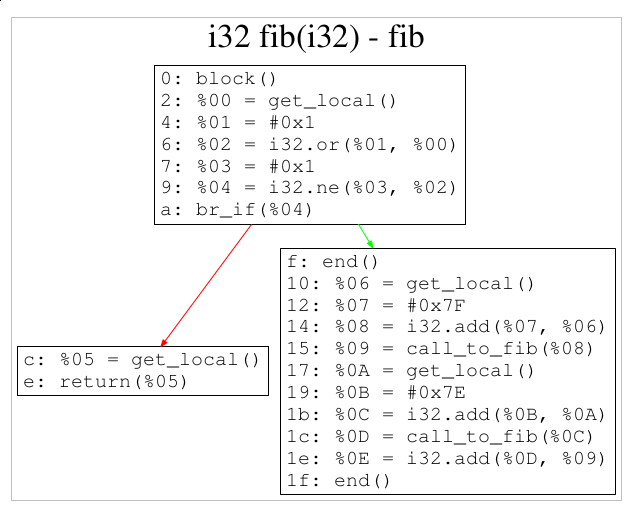 i32 fib(i32) - fib
0: block()
2: %00 = get_local()
4: %01 = #0x1
6: %02 = i32.or(%01, %00)
7: %03 = #0x1
9: %04 = i32.ne(%03, %02)
a: br_if(%04)
f: end()
10: %06 = get_local()
12: %07 = #0x7F
14: %08 = i32.add(%07, %06)
15: %09 = call_to_fib(%08)
17: %0A = get_local()
19: %0B = #0x7E
1b: %0C = i32.add(%0B, %0A)
1c: %0D = call_to_fib(%0C)
1e: %0E = i32.add(%0D, %09)
1f: end()
c: %05 = get_local()
e: return(%05)